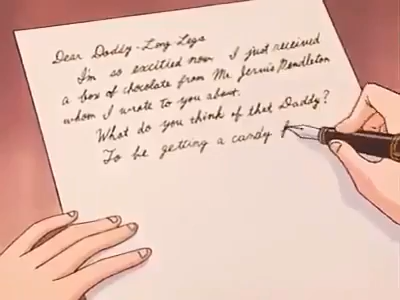 Dear Daddy-Long Legs
I'm so excitied now. I just received
a box of chocolate from Mr. Jervis Pendleton
whom I wrote to you about.
What do you think of that Daddy?
To be getting a candy f